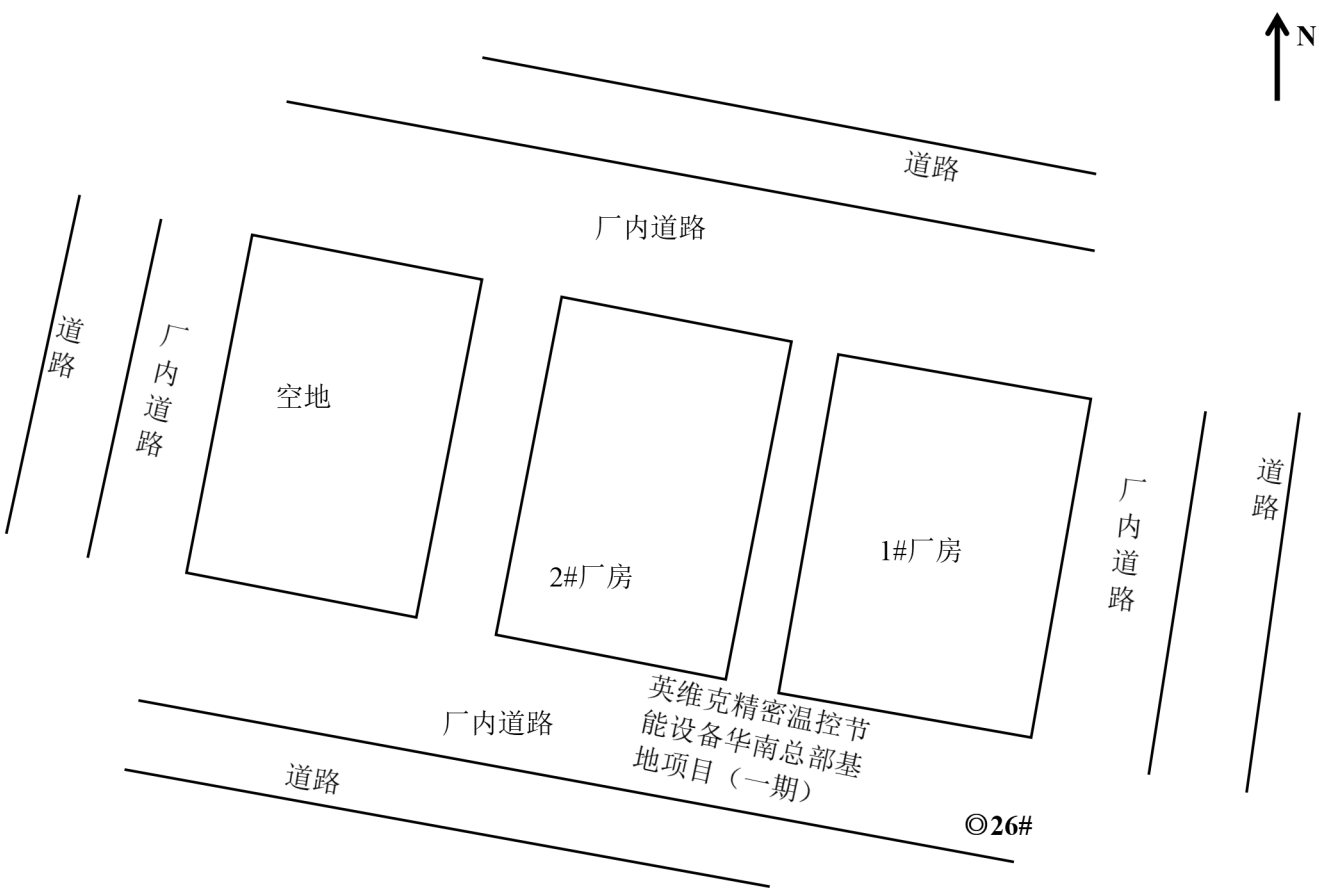 N
道路
厂内道路
道路
厂内道路
空地
2#厂房
1#厂房
厂内道路
道路
英维克精密温控节
能设备华南总部基
地项目（一期）
厂内道路
道路
◎26#